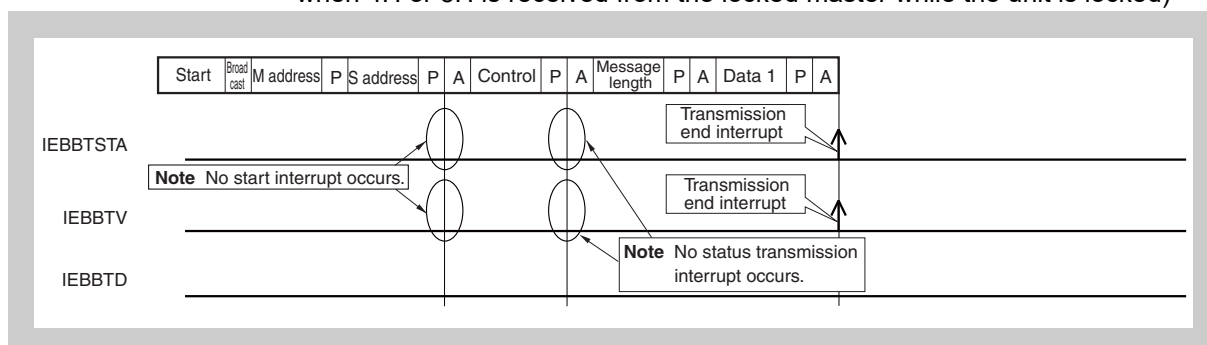 when 4H or 5H is received from the locked master while the unit is locked)
Start Broad cast M address P S address P A Control P A Message length P A Data 1 P A
Transmission
end interrupt
IEBBTSTA
Note No start interrupt occurs.
Transmission
end interrupt
IEBBTV
Note No status transmission
interrupt occurs.
IEBBTD